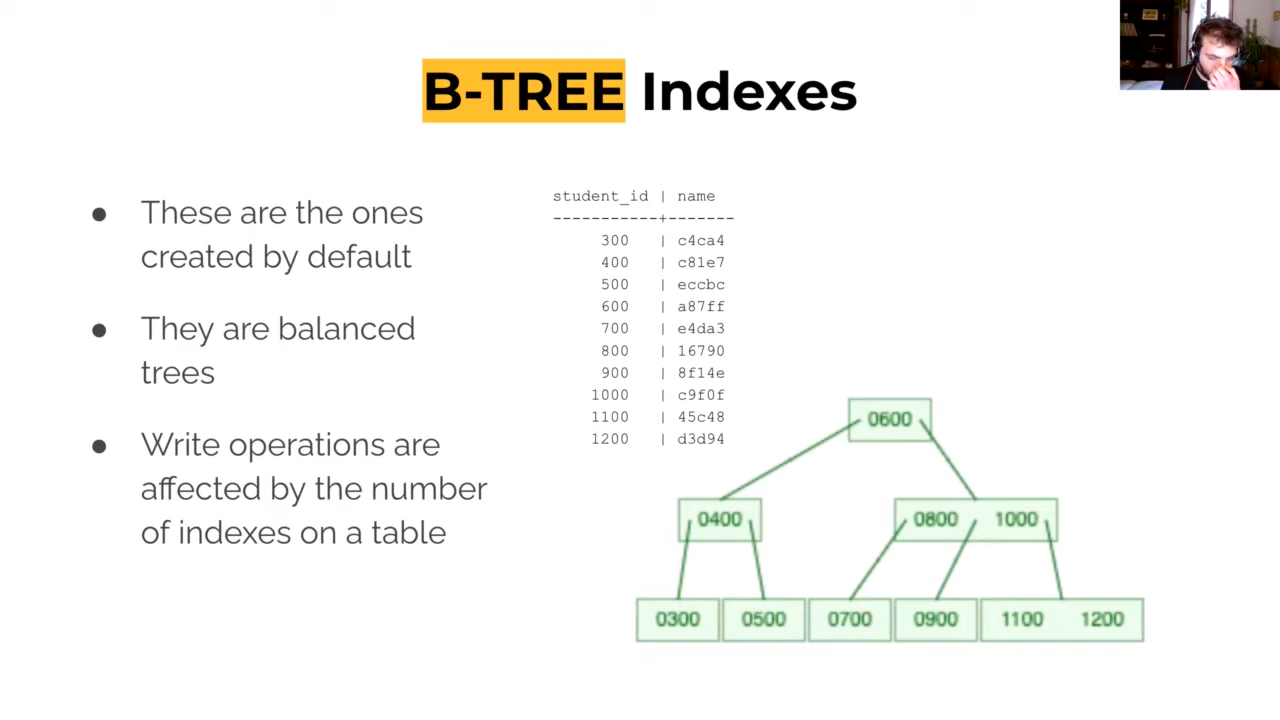 B-TREE Indexes
● These are the ones
created by default
● They are balanced
trees
● Write operations are
affected by the number
of indexes on a table
student_id | name
-----------+-------
300 | c4ca4
400 | c81e7
500 | eccbc
600 | a87ff
700 | e4da3
800 | 16790
900 | 8f14e
1000 | c9f0f
1100 | 45c48
1200 | d3d94
0600
0400
0800 1000
0300 0500 0700 0900 1100 1200